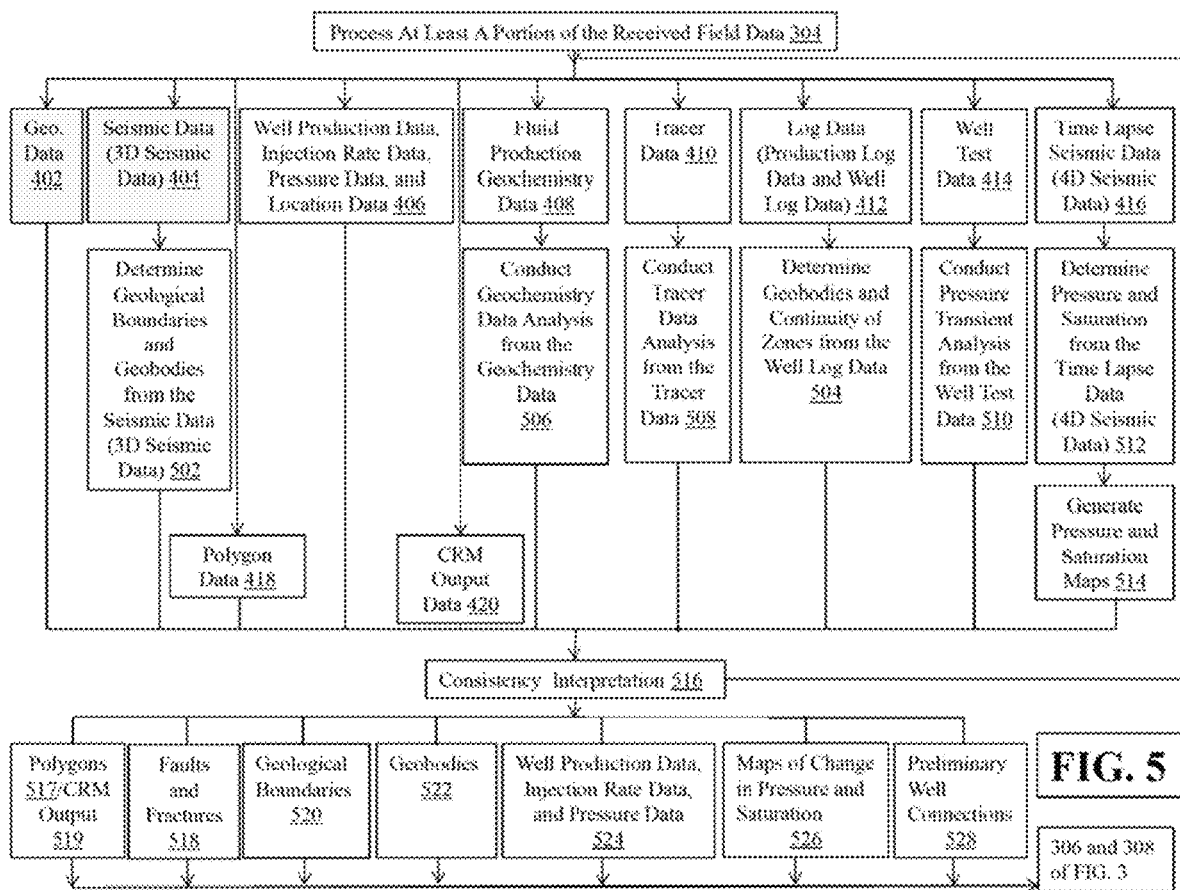 Process At Least A Portion of the Received Field Data 304
Geo.
Data
402
Seismic Data
(3D Seismic
Data) 404
Well Production Data,
Injection Rate Data,
Pressure Data, and
Location Data 406
Fluid
Production
Geochemistry
Data 408
Tracer
Data 410
Log Data
(Production Log
Data and Well
Log Data) 412
Well
Test
Data 414
Time Lapse
Seismic Data
(4D Seismic
Data) 416
Determine
Geological
Boundaries
and
Geobodies
from the
Seismic Data
(3D Seismic
Data) 502
Conduct
Geochemistry
Data Analysis
from the
Geochemistry
Data
506
Conduct
Tracer
Data
Analysis
from the
Tracer
Data 508
Determine
Geobodies and
Continuity of
Zones from the
Well Log Data
504
Conduct
Pressure
Transient
Analysis
from the
Well Test
Data 510
Determine
Pressure and
Saturation
from the
Time Lapse
Data
(4D Seismic
Data) 512
Polygon
Data 418
CRM
Output
Data 420
Generate
Pressure and
Saturation
Maps 514
Consistency Interpretation 516
Polygons
517/CRM
Output
519
Faults
and
Fractures
518
Geological
Boundaries
520
Geobodies
522
Well Production Data,
Injection Rate Data,
and Pressure Data
524
Maps of Change
in Pressure and
Saturation
526
Preliminary
Well
Connections
528
FIG. 5
306 and 308
of FIG. 3